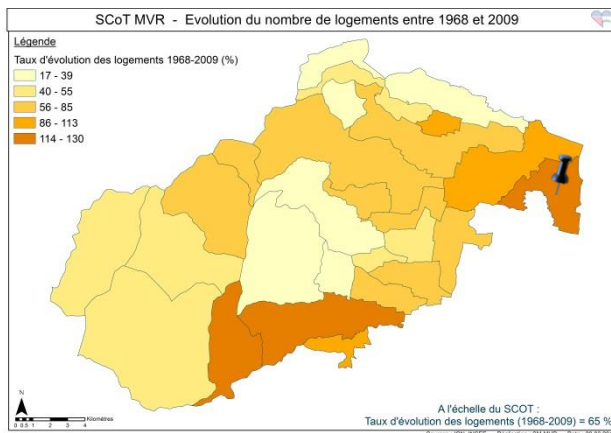 SCoT MVR - Evolution du nombre de logements entre 1968 et 2009
Légende
Taux d'évolution des logements 1968-2009 (%)
17 - 39
40 - 55
56 - 85
86 - 113
114 - 130
N
0 0.5 1 2 3 4
Kilomètres
A l'échelle du SCOT :
Taux d'évolution des logements (1968-2009) = 65 %